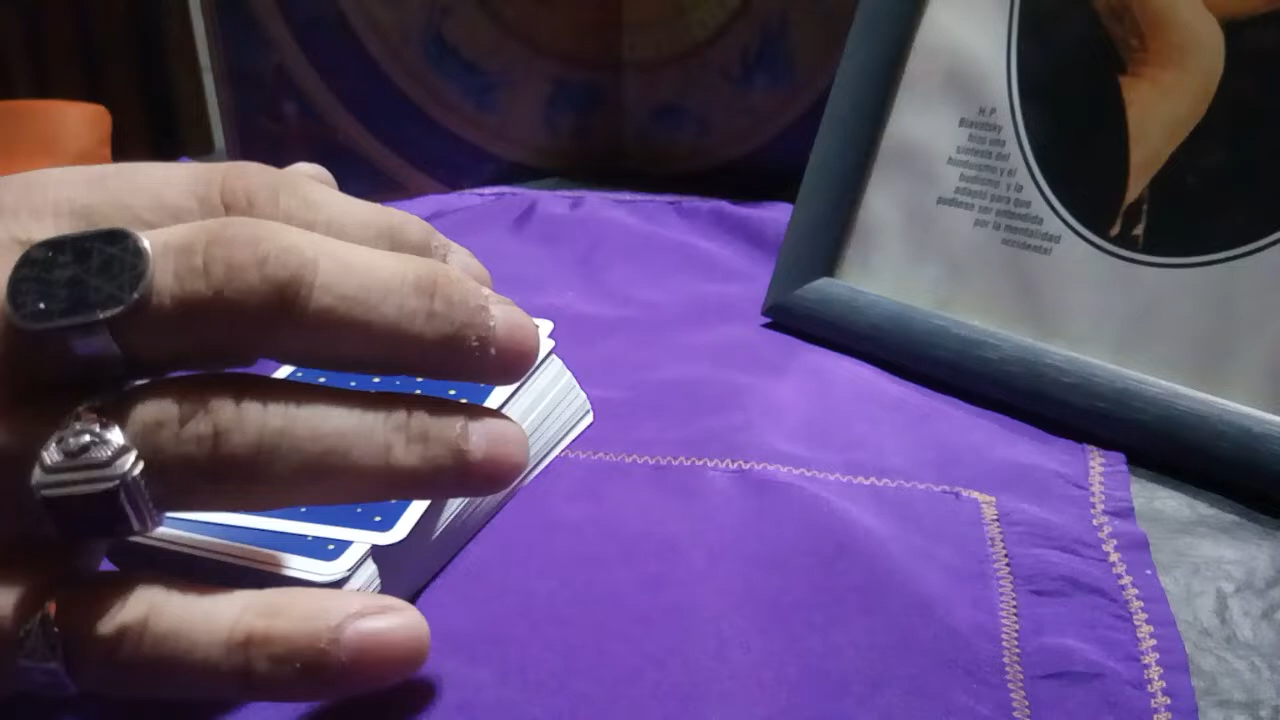 H. P.
Blavatsky
hizo una
síntesis del
hinduismo y el
budismo y la
adaptó para que
pudiese ser entendida
por la mentalidad
occidental